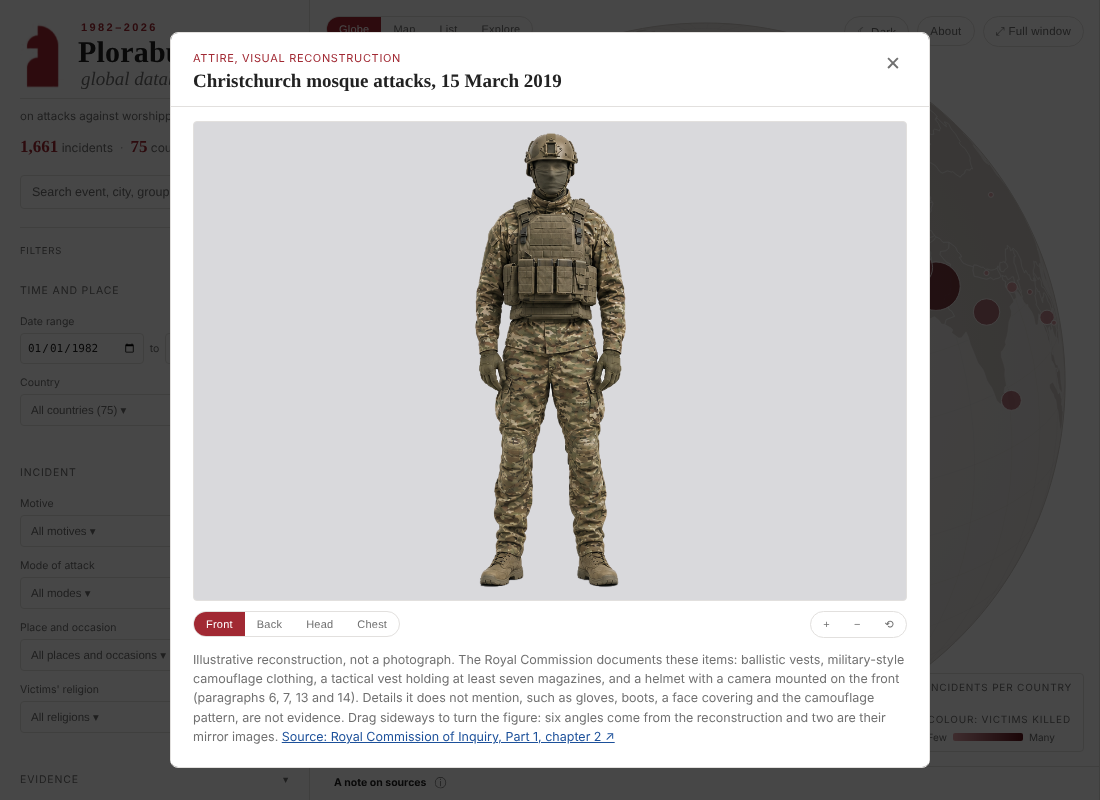 1982–2026
global data
on attacks against worshipp
1,661 incidents · 75 cou
Search event, city, group
FILTERS
TIME AND PLACE
Date range
01/01/1982 to
Country
All countries (75) ▾
INCIDENT
Motive
All motives ▾
Mode of attack
All modes ▾
Place and occasion
All places and occasions ▾
Victims' religion
All religions ▾
EVIDENCE ▾
Globe Map List Explore
Dark About ⤢ Full window
ATTIRE, VISUAL RECONSTRUCTION
Christchurch mosque attacks, 15 March 2019
✕
Front Back Head Chest
+ − ⟲
Illustrative reconstruction, not a photograph. The Royal Commission documents these items: ballistic vests, military-style
camouflage clothing, a tactical vest holding at least seven magazines, and a helmet with a camera mounted on the front
(paragraphs 6, 7, 13 and 14). Details it does not mention, such as gloves, boots, a face covering and the camouflage
pattern, are not evidence. Drag sideways to turn the figure: six angles come from the reconstruction and two are their
mirror images. Source: Royal Commission of Inquiry, Part 1, chapter 2 ↗
NCIDENTS PER COUNTRY
COLOUR: VICTIMS KILLED
Few Many
A note on sources ⓘ